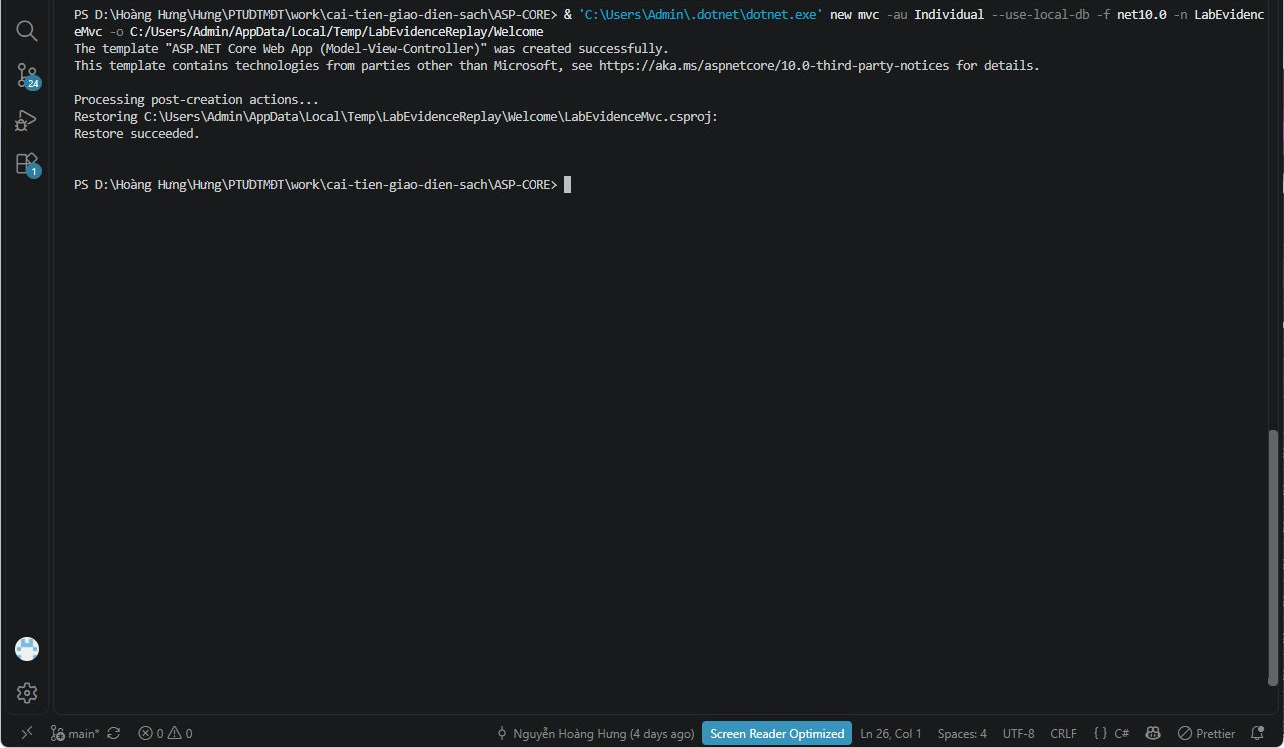 PS D:\Hoàng Hưng\Hưng\PTƯDTMĐT\work\cai-tien-giao-dien-sach\ASP-CORE> & 'C:\Users\Admin\.dotnet\dotnet.exe' new mvc -au Individual --use-local-db -f net10.0 -n LabEvidenc
eMvc -o C:/Users/Admin/AppData/Local/Temp/LabEvidenceReplay/Welcome
The template "ASP.NET Core Web App (Model-View-Controller)" was created successfully.
This template contains technologies from parties other than Microsoft, see https://aka.ms/aspnetcore/10.0-third-party-notices for details.
Processing post-creation actions...
Restoring C:\Users\Admin\AppData\Local\Temp\LabEvidenceReplay\Welcome\LabEvidenceMvc.csproj:
Restore succeeded.
PS D:\Hoàng Hưng\Hưng\PTƯDTMĐT\work\cai-tien-giao-dien-sach\ASP-CORE>
24
1
main* 0 0 Nguyễn Hoàng Hưng (4 days ago) Screen Reader Optimized Ln 26, Col 1 Spaces: 4 UTF-8 CRLF { } C# Prettier